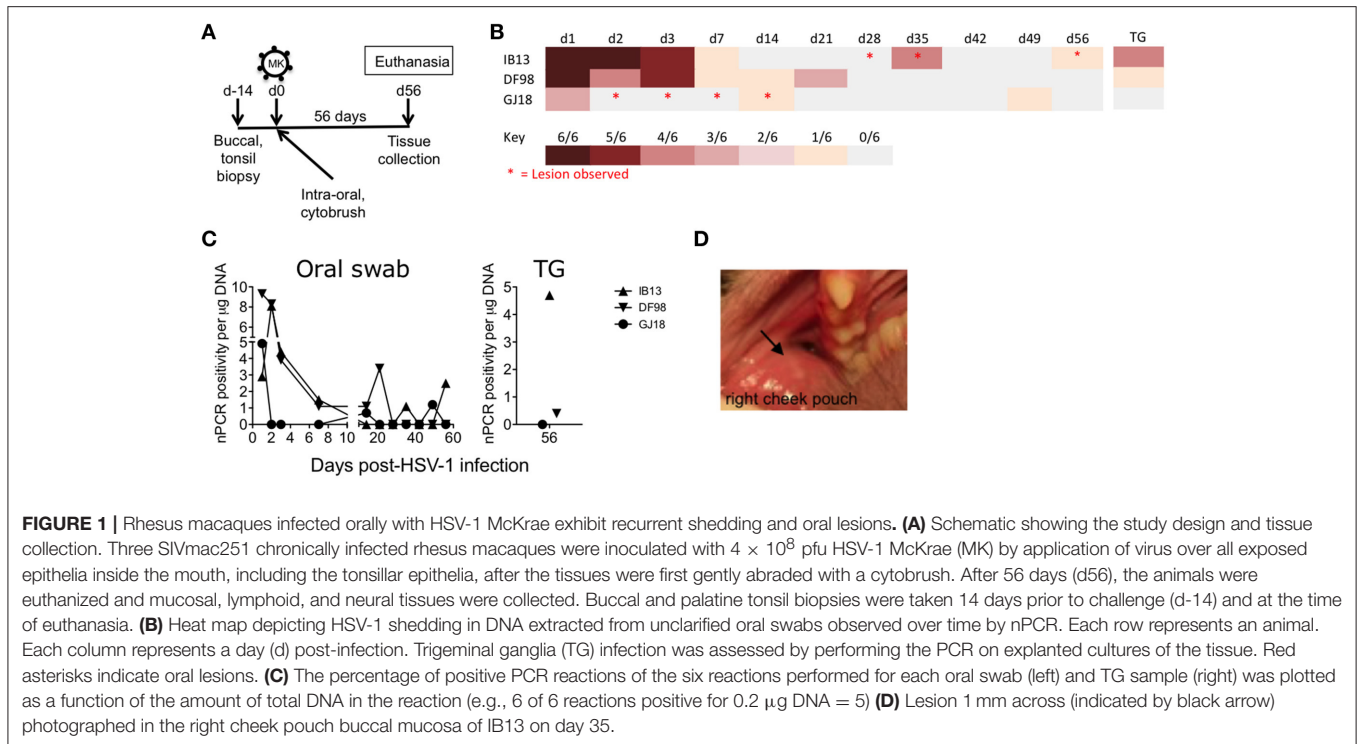 A
MK
Euthanasia
d-14
d0
d56
56 days
Buccal,
tonsil
biopsy
Tissue
collection
Intra-oral,
cytobrush
B
d1 d2 d3 d7 d14 d21 d28 d35 d42 d49 d56 TG
IB13 * * *
DF98
GJ18 * * * *
Key 6/6 5/6 4/6 3/6 2/6 1/6 0/6
* = Lesion observed
C
Oral swab
nPCR positivity per µg DNA
10
8
6
5
4
3
2
1
0
0 2 4 6 8 10 20 40 60
TG
nPCR positivity per µg DNA
5
4
3
2
1
0
56
IB13
DF98
GJ18
Days post-HSV-1 infection
D
right cheek pouch
FIGURE 1 | Rhesus macaques infected orally with HSV-1 McKrae exhibit recurrent shedding and oral lesions. (A) Schematic showing the study design and tissue
collection. Three SIVmac251 chronically infected rhesus macaques were inoculated with 4 × 10⁸ pfu HSV-1 McKrae (MK) by application of virus over all exposed
epithelia inside the mouth, including the tonsillar epithelia, after the tissues were first gently abraded with a cytobrush. After 56 days (d56), the animals were
euthanized and mucosal, lymphoid, and neural tissues were collected. Buccal and palatine tonsil biopsies were taken 14 days prior to challenge (d-14) and at the time
of euthanasia. (B) Heat map depicting HSV-1 shedding in DNA extracted from unclarified oral swabs observed over time by nPCR. Each row represents an animal.
Each column represents a day (d) post-infection. Trigeminal ganglia (TG) infection was assessed by performing the PCR on explanted cultures of the tissue. Red
asterisks indicate oral lesions. (C) The percentage of positive PCR reactions of the six reactions performed for each oral swab (left) and TG sample (right) was plotted
as a function of the amount of total DNA in the reaction (e.g., 6 of 6 reactions positive for 0.2 µg DNA = 5) (D) Lesion 1 mm across (indicated by black arrow)
photographed in the right cheek pouch buccal mucosa of IB13 on day 35.